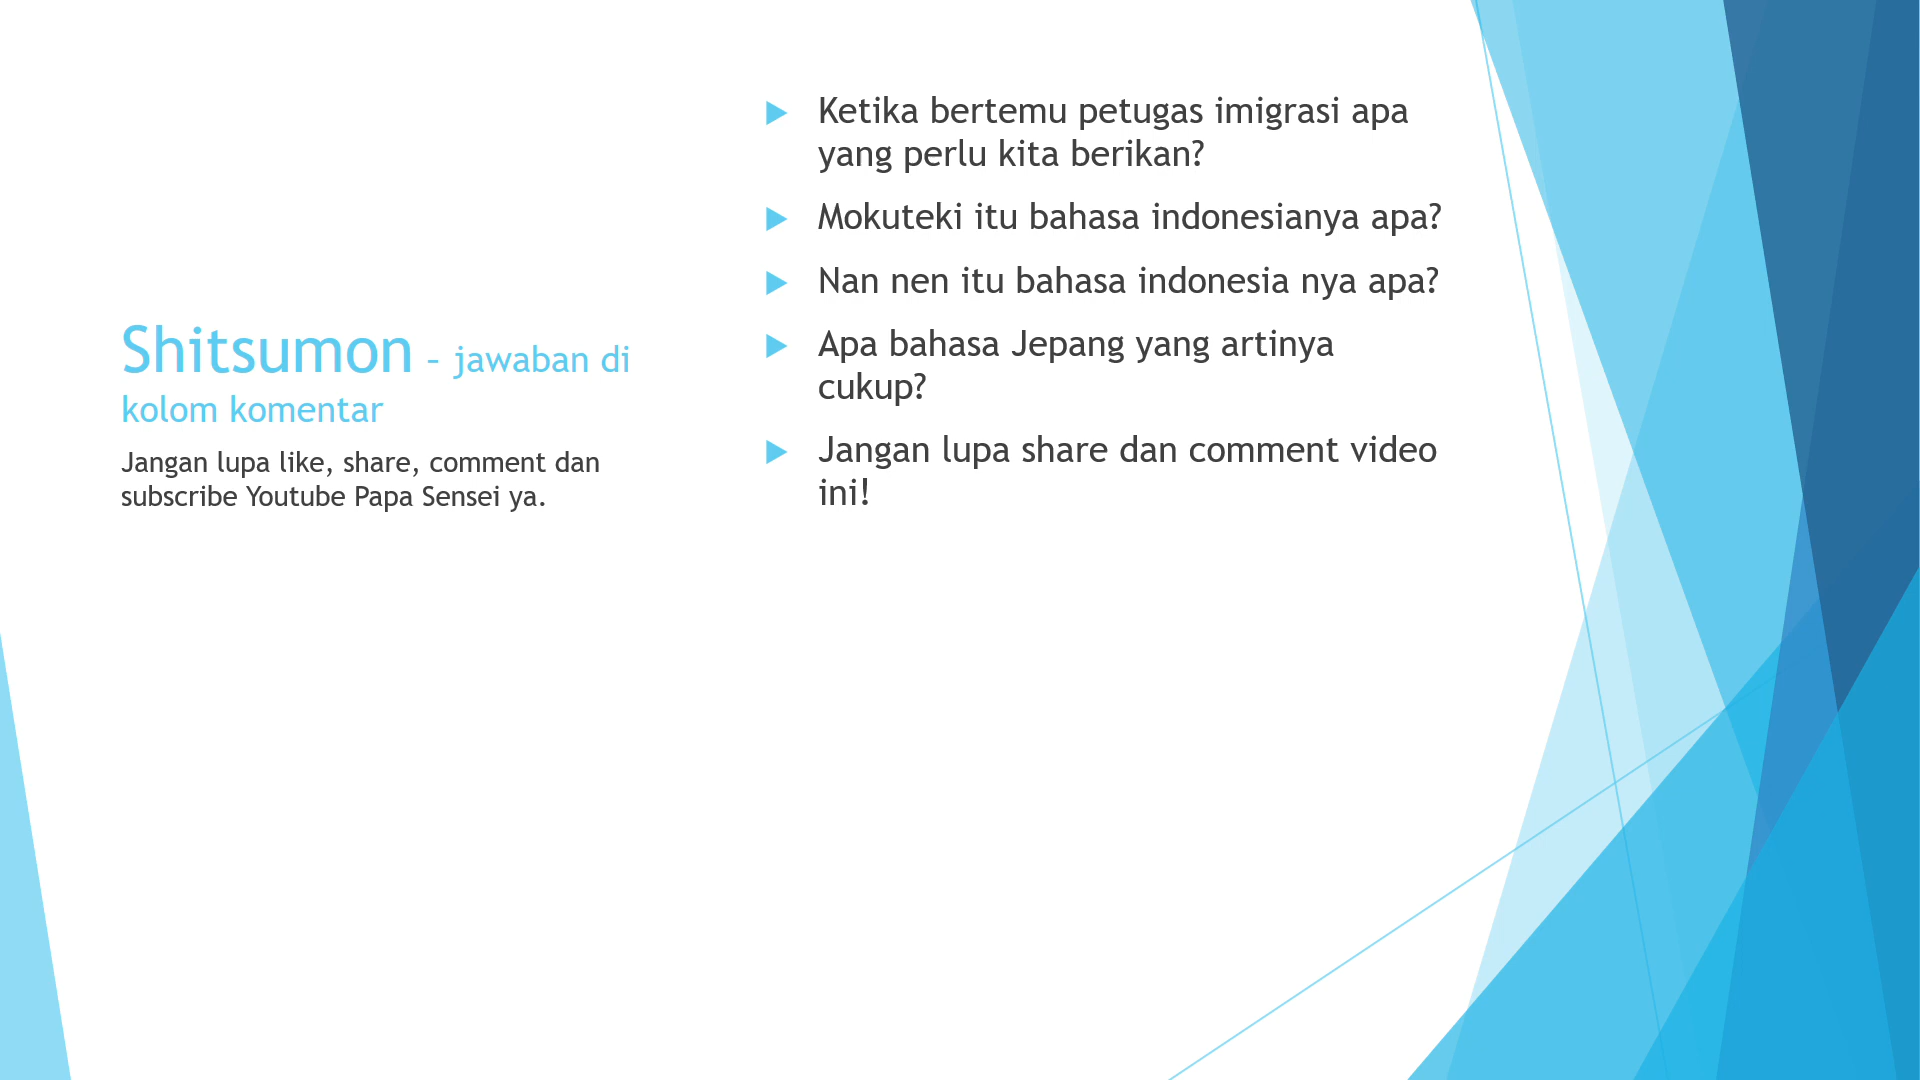 Shitsumon – jawaban di
kolom komentar
Jangan lupa like, share, comment dan
subscribe Youtube Papa Sensei ya.
Ketika bertemu petugas imigrasi apa
yang perlu kita berikan?
Mokuteki itu bahasa indonesianya apa?
Nan nen itu bahasa indonesia nya apa?
Apa bahasa Jepang yang artinya
cukup?
Jangan lupa share dan comment video
ini!